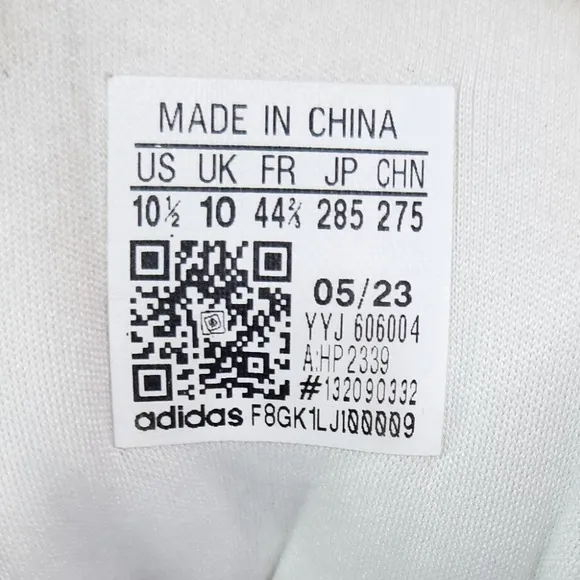 MADE IN CHINA
US UK FR JP CHN
10½ 10 44⅔ 285 275
05/23
YYJ 606004
A:HP2339
#132090332
adidas F8GK1LJ100009